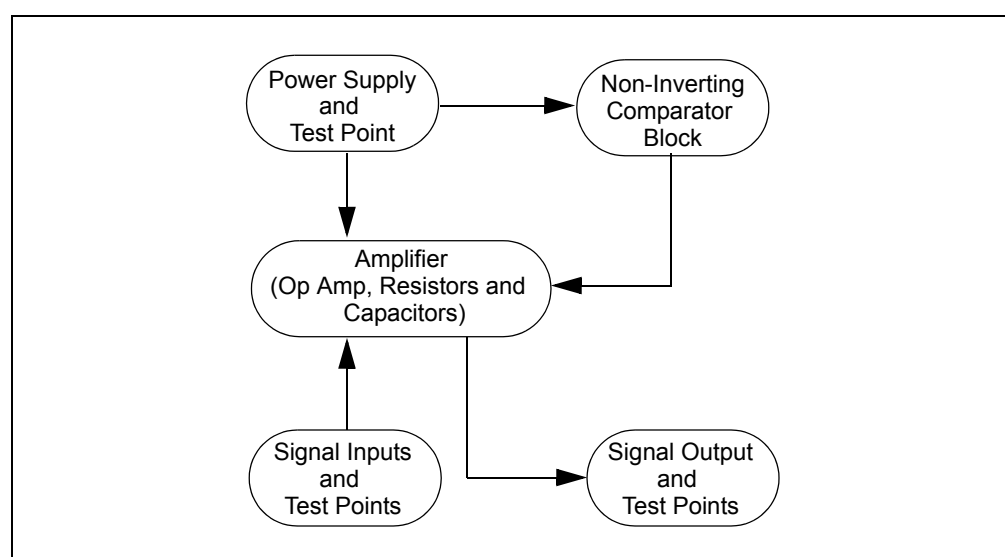 Power Supply
and
Test Point
Non-Inverting
Comparator
Block
Amplifier
(Op Amp, Resistors and
Capacitors)
Signal Inputs
and
Test Points
Signal Output
and
Test Points